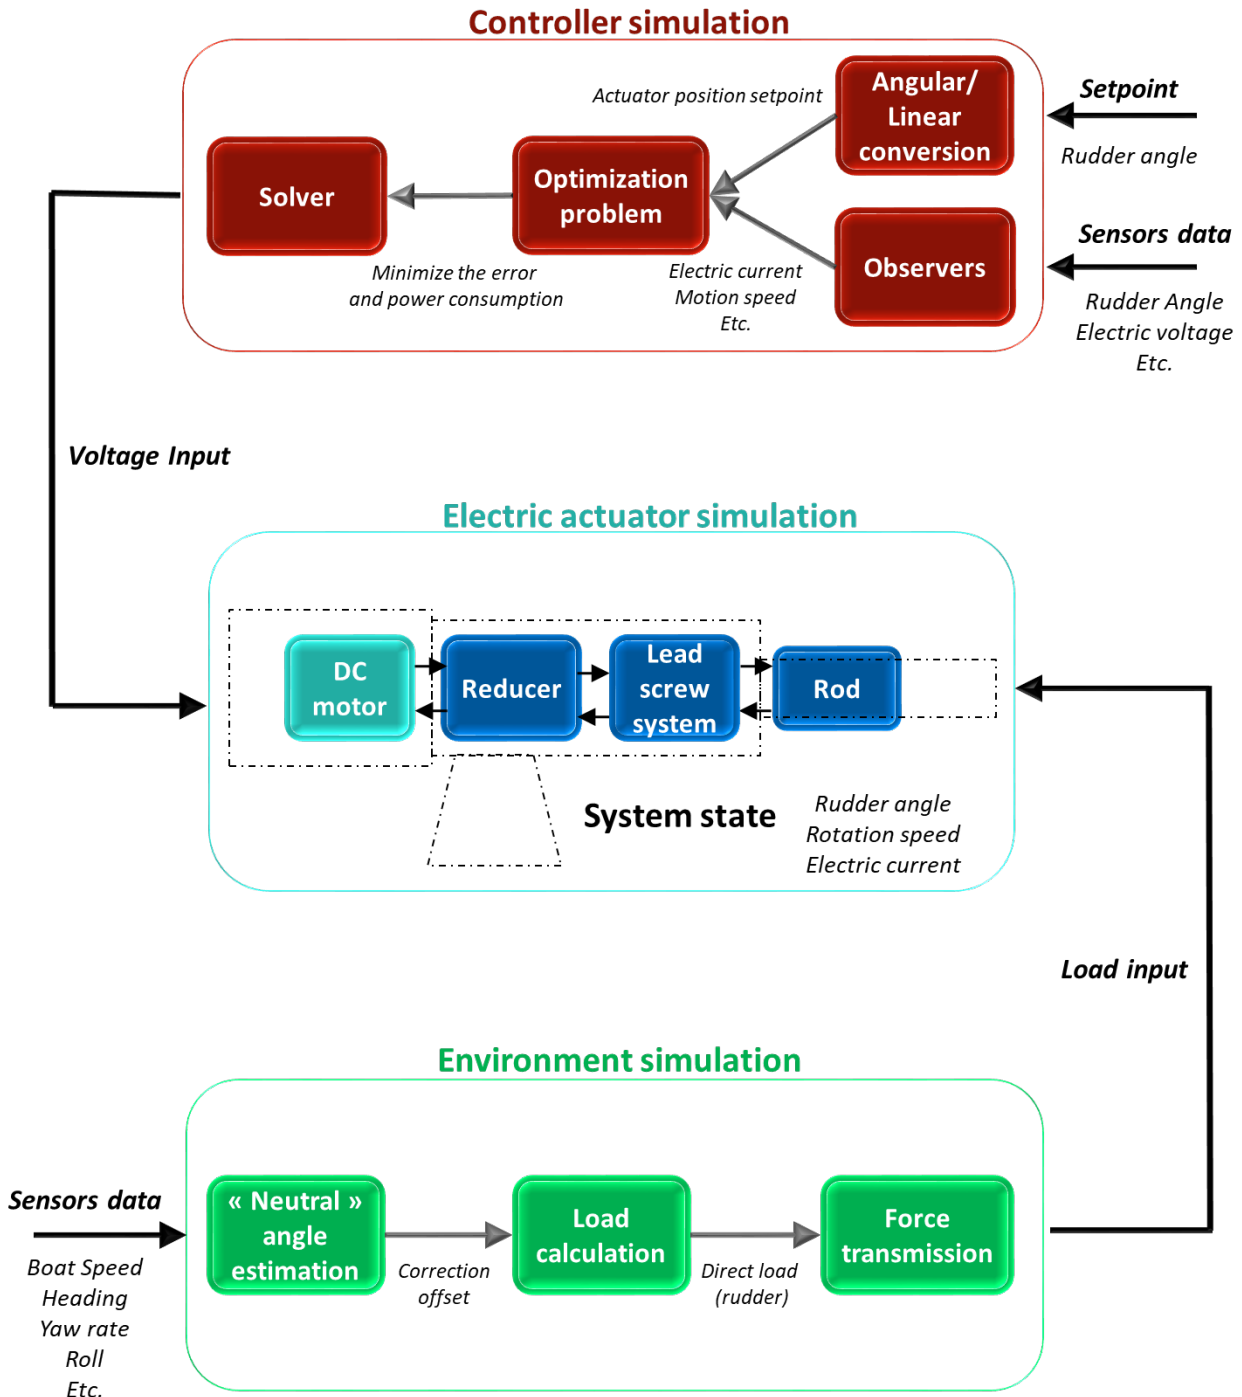 Controller simulation
Actuator position setpoint
Angular/
Linear
conversion
Setpoint
Rudder angle
Solver
Optimization
problem
Minimize the error
and power consumption
Electric current
Motion speed
Etc.
Observers
Sensors data
Rudder Angle
Electric voltage
Etc.
Voltage Input
Electric actuator simulation
DC
motor
Reducer
Lead
screw
system
Rod
System state
Rudder angle
Rotation speed
Electric current
Load input
Environment simulation
Sensors data
Boat Speed
Heading
Yaw rate
Roll
Etc.
« Neutral »
angle
estimation
Correction
offset
Load
calculation
Direct load
(rudder)
Force
transmission